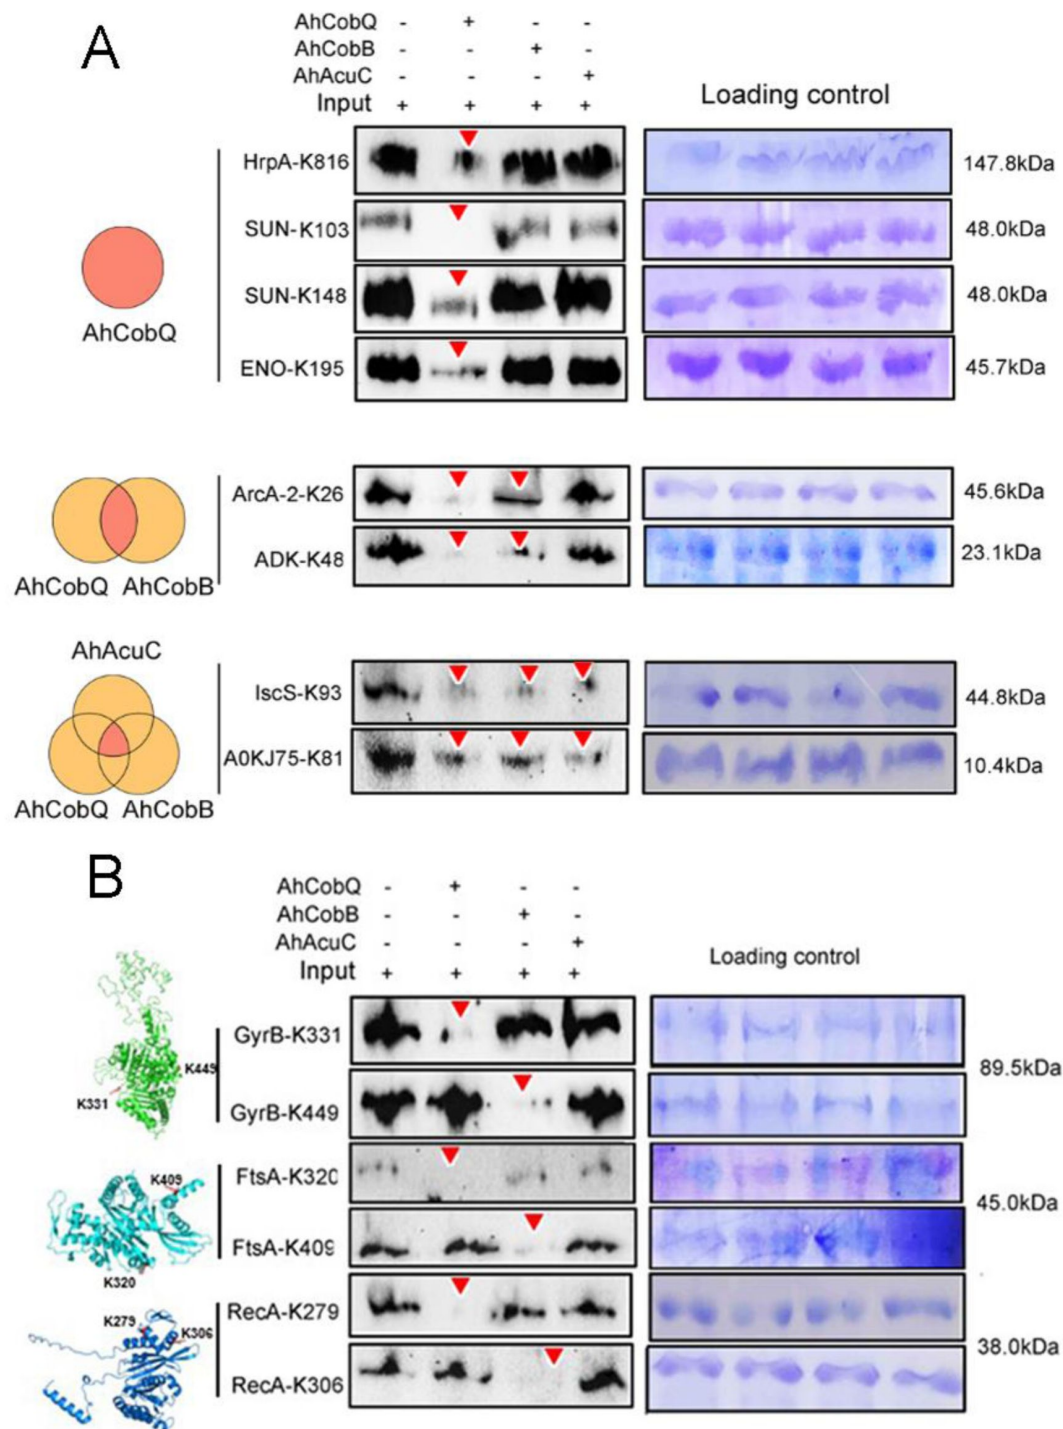 A
AhCobQ - + - -
AhCobB - - + -
AhAcuC - - - +
Input + + + +
Loading control
HrpA-K816
147.8kDa
SUN-K103
48.0kDa
SUN-K148
48.0kDa
AhCobQ
ENO-K195
45.7kDa
ArcA-2-K26
45.6kDa
ADK-K48
23.1kDa
AhCobQ AhCobB
AhAcuC
IscS-K93
44.8kDa
A0KJ75-K81
10.4kDa
AhCobQ AhCobB
B
AhCobQ - + - -
AhCobB - - + -
AhAcuC - - - +
Input + + + +
Loading control
GyrB-K331
K449
K331
89.5kDa
GyrB-K449
FtsA-K320
K409
45.0kDa
FtsA-K409
K320
RecA-K279
K279
K306
38.0kDa
RecA-K306